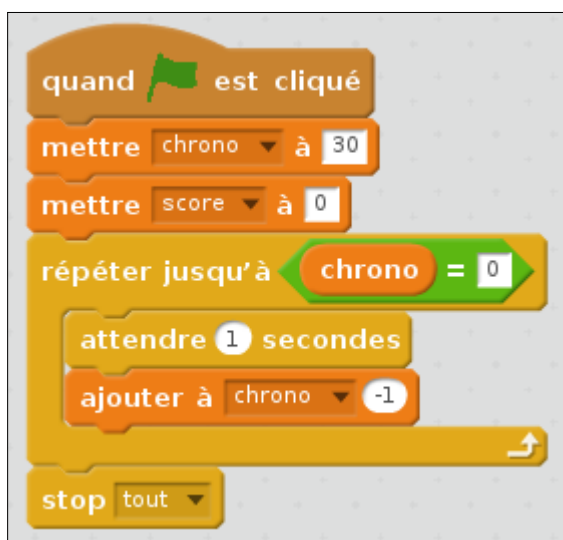 quand est cliqué
mettre chrono à 30
mettre score à 0
répéter jusqu'à chrono = 0
attendre 1 secondes
ajouter à chrono -1
stop tout